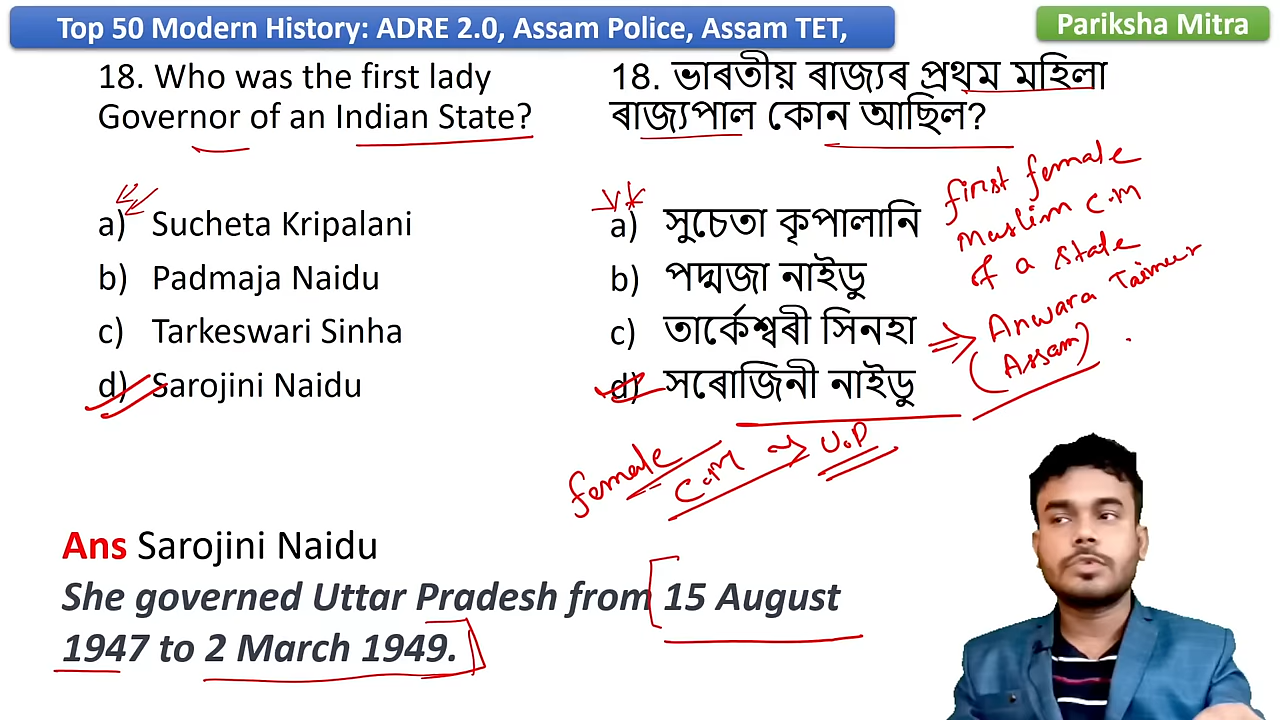 Top 50 Modern History: ADRE 2.0, Assam Police, Assam TET,
Pariksha Mitra
18. Who was the first lady
Governor of an Indian State?
a) Sucheta Kripalani
b) Padmaja Naidu
c) Tarkeswari Sinha
d) Sarojini Naidu
18. ভাৰতীয় ৰাজ্যৰ প্ৰথম মহিলা
ৰাজ্যপাল কোন আছিল?
a) সুচেতা কৃপালানি
b) পদ্মজা নাইডু
c) তাৰ্কেশ্বৰী সিনহা
d) সৰোজিনী নাইডু
first female
Muslim C.M
of a state
Anwara Taimeur
(Assam)
female C.M → U.P
Ans Sarojini Naidu
She governed Uttar Pradesh from 15 August
1947 to 2 March 1949.